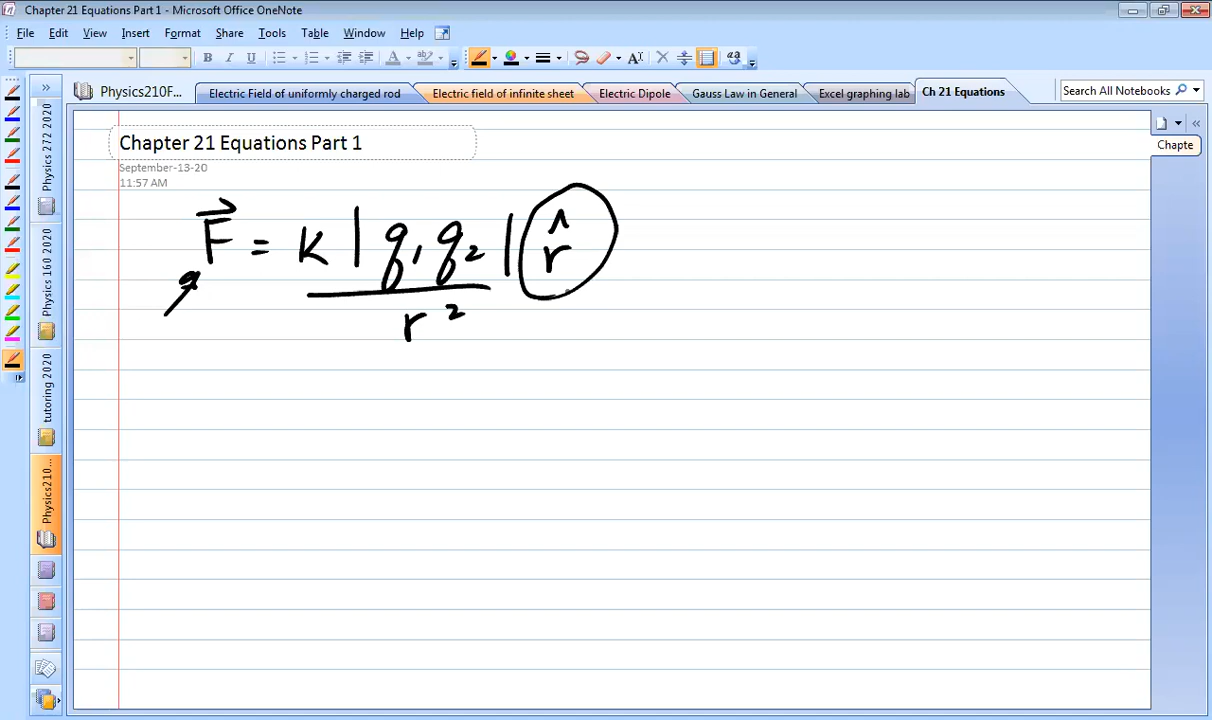 Chapter 21 Equations Part 1 - Microsoft Office OneNote
File Edit View Insert Format Share Tools Table Window Help
B I U A ab A
Physics210F... Electric Field of uniformly charged rod Electric field of infinite sheet Electric Dipole Gauss Law in General Excel graphing lab Ch 21 Equations Search All Notebooks
Chapte
Chapter 21 Equations Part 1
September-13-20
11:57 AM
F⃗ = K |q₁q₂| r̂
r²
Physics 272 2020
Physics 160 2020
tutoring 2020
Physics210...